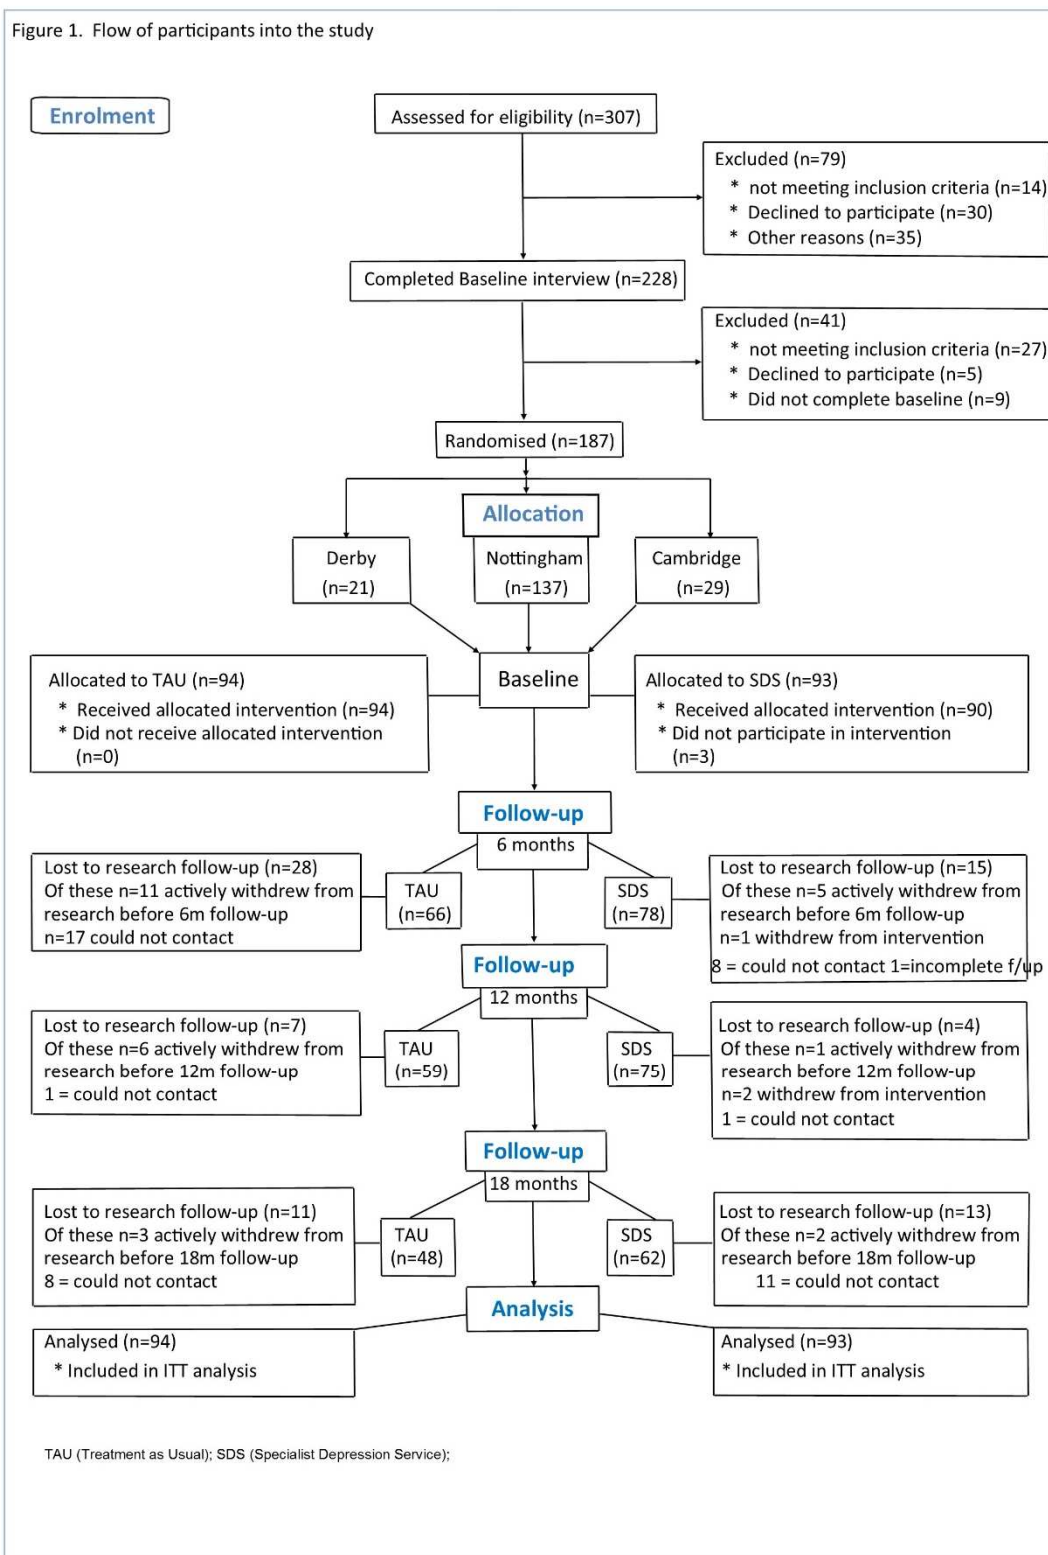 Figure 1. Flow of participants into the study
Enrolment
Assessed for eligibility (n=307)
Excluded (n=79)
* not meeting inclusion criteria (n=14)
* Declined to participate (n=30)
* Other reasons (n=35)
Completed Baseline interview (n=228)
Excluded (n=41)
* not meeting inclusion criteria (n=27)
* Declined to participate (n=5)
* Did not complete baseline (n=9)
Randomised (n=187)
Allocation
Derby
(n=21)
Nottingham
(n=137)
Cambridge
(n=29)
Baseline
Allocated to TAU (n=94)
* Received allocated intervention (n=94)
* Did not receive allocated intervention
(n=0)
Allocated to SDS (n=93)
* Received allocated intervention (n=90)
* Did not participate in intervention
(n=3)
Follow-up
6 months
Lost to research follow-up (n=28)
Of these n=11 actively withdrew from
research before 6m follow-up
n=17 could not contact
TAU
(n=66)
SDS
(n=78)
Lost to research follow-up (n=15)
Of these n=5 actively withdrew from
research before 6m follow-up
n=1 withdrew from intervention
8 = could not contact 1=incomplete f/up
Follow-up
12 months
Lost to research follow-up (n=7)
Of these n=6 actively withdrew from
research before 12m follow-up
1 = could not contact
TAU
(n=59)
SDS
(n=75)
Lost to research follow-up (n=4)
Of these n=1 actively withdrew from
research before 12m follow-up
n=2 withdrew from intervention
1 = could not contact
Follow-up
18 months
Lost to research follow-up (n=11)
Of these n=3 actively withdrew from
research before 18m follow-up
8 = could not contact
TAU
(n=48)
SDS
(n=62)
Lost to research follow-up (n=13)
Of these n=2 actively withdrew from
research before 18m follow-up
11 = could not contact
Analysis
Analysed (n=94)
* Included in ITT analysis
Analysed (n=93)
* Included in ITT analysis
TAU (Treatment as Usual); SDS (Specialist Depression Service);